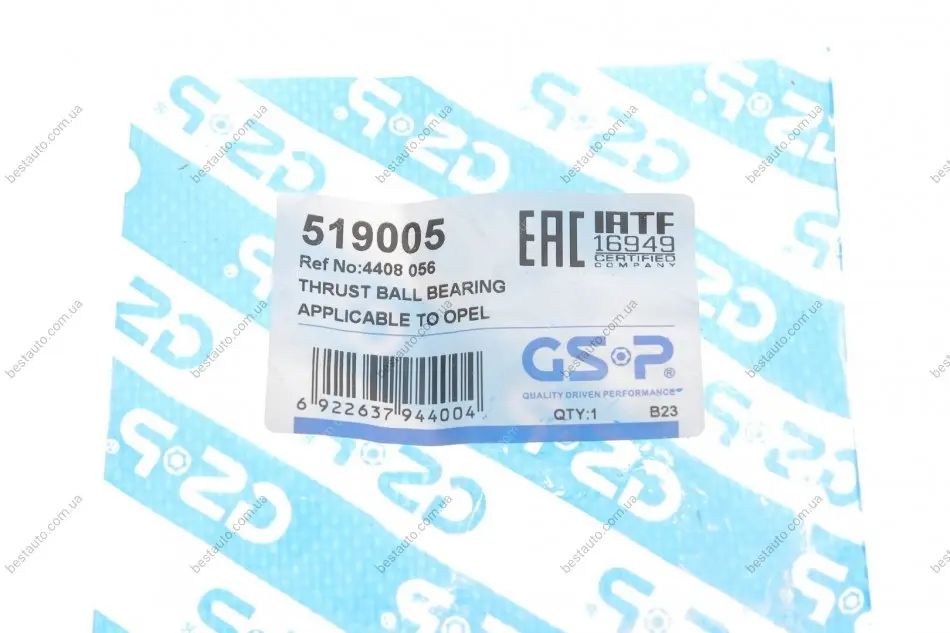 519005
Ref No:4408 056
THRUST BALL BEARING
APPLICABLE TO OPEL
6 922637 944004
EAC
IATF
16949
CERTIFIED
COMPANY
GS·P®
QUALITY DRIVEN PERFORMANCE
QTY:1 B23
bestauto.com.ua